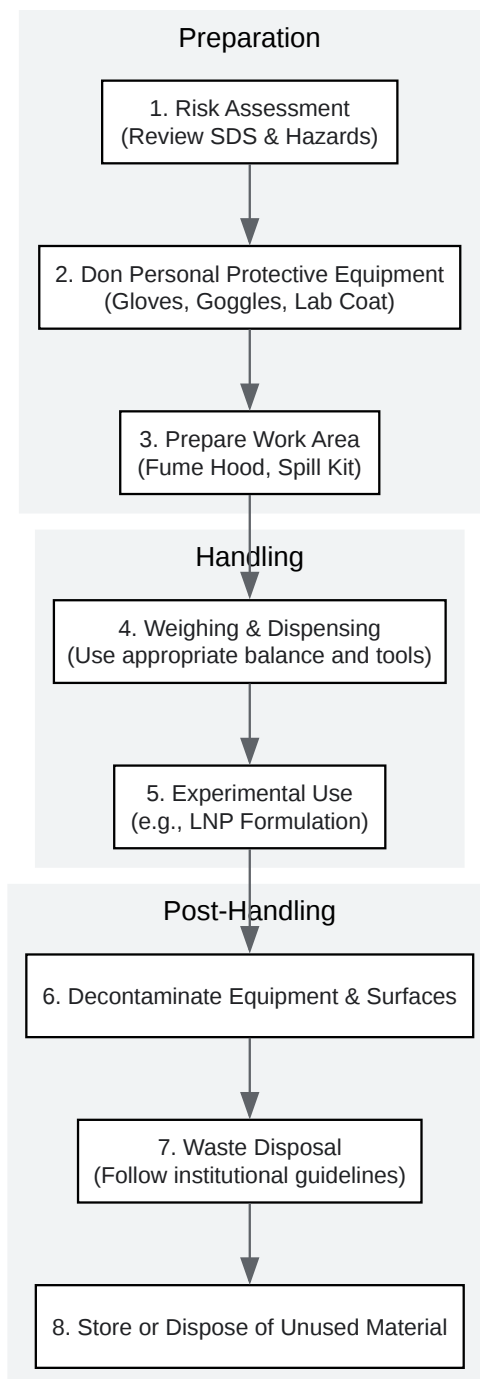 Preparation
1. Risk Assessment
(Review SDS & Hazards)
2. Don Personal Protective Equipment
(Gloves, Goggles, Lab Coat)
3. Prepare Work Area
(Fume Hood, Spill Kit)
Handling
4. Weighing & Dispensing
(Use appropriate balance and tools)
5. Experimental Use
(e.g., LNP Formulation)
Post-Handling
6. Decontaminate Equipment & Surfaces
7. Waste Disposal
(Follow institutional guidelines)
8. Store or Dispose of Unused Material